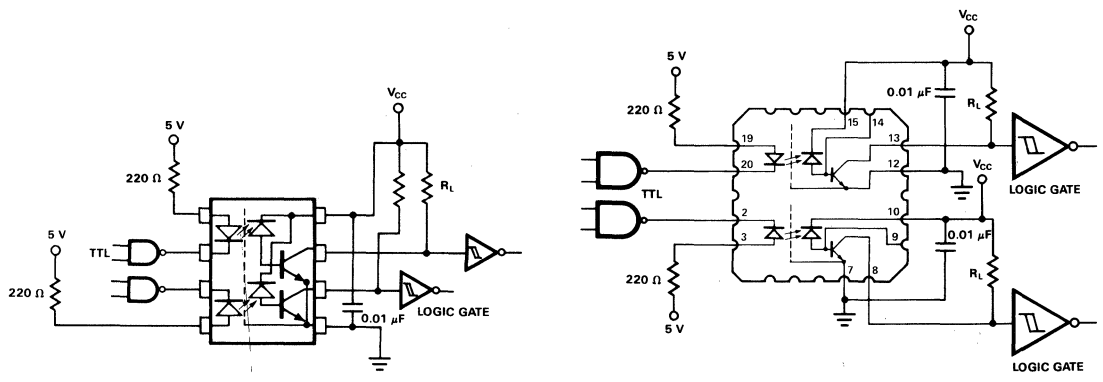 VCC
5 V
220 Ω
RL
5 V
TTL
220 Ω
0.01 μF
LOGIC GATE
VCC
5 V
0.01 μF
RL
220 Ω
15
14
19
13
20
12
VCC
TTL
LOGIC GATE
2
10
0.01 μF
3
9
7
8
220 Ω
RL
5 V
LOGIC GATE